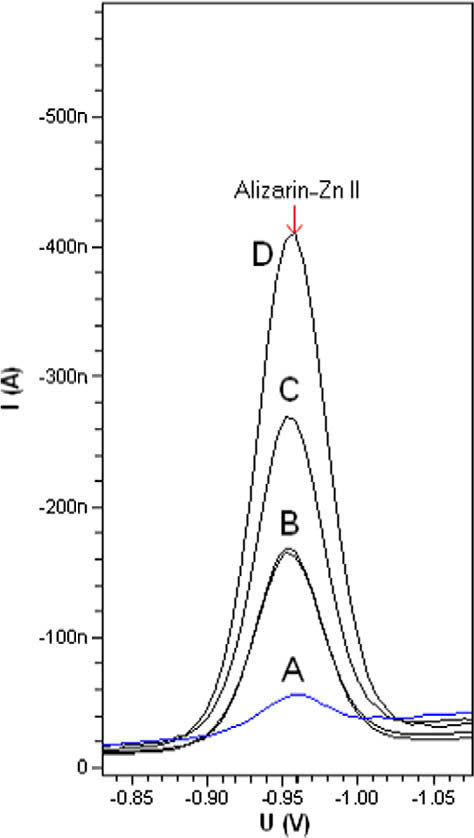 -500n
Alizarin-Zn II
-400n
D
-300n
C
I (A)
-200n
B
-100n
A
0
-0.85 -0.90 -0.95 -1.00 -1.05
U (V)